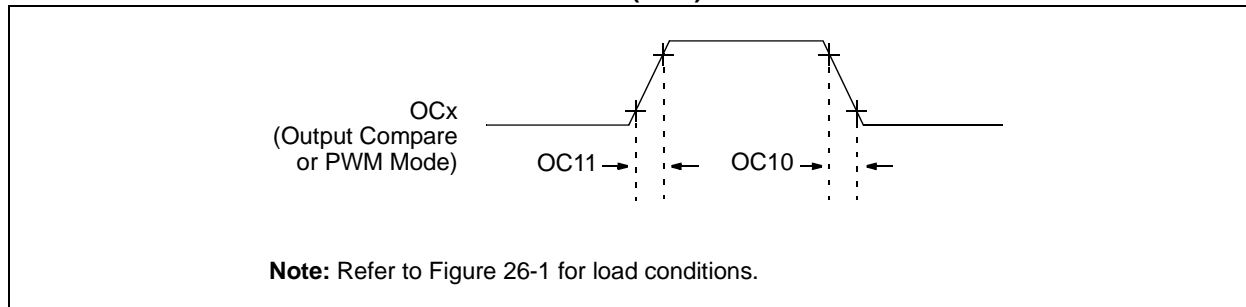 OCx
(Output Compare
or PWM Mode)
OC11
OC10
Note: Refer to Figure 26-1 for load conditions.